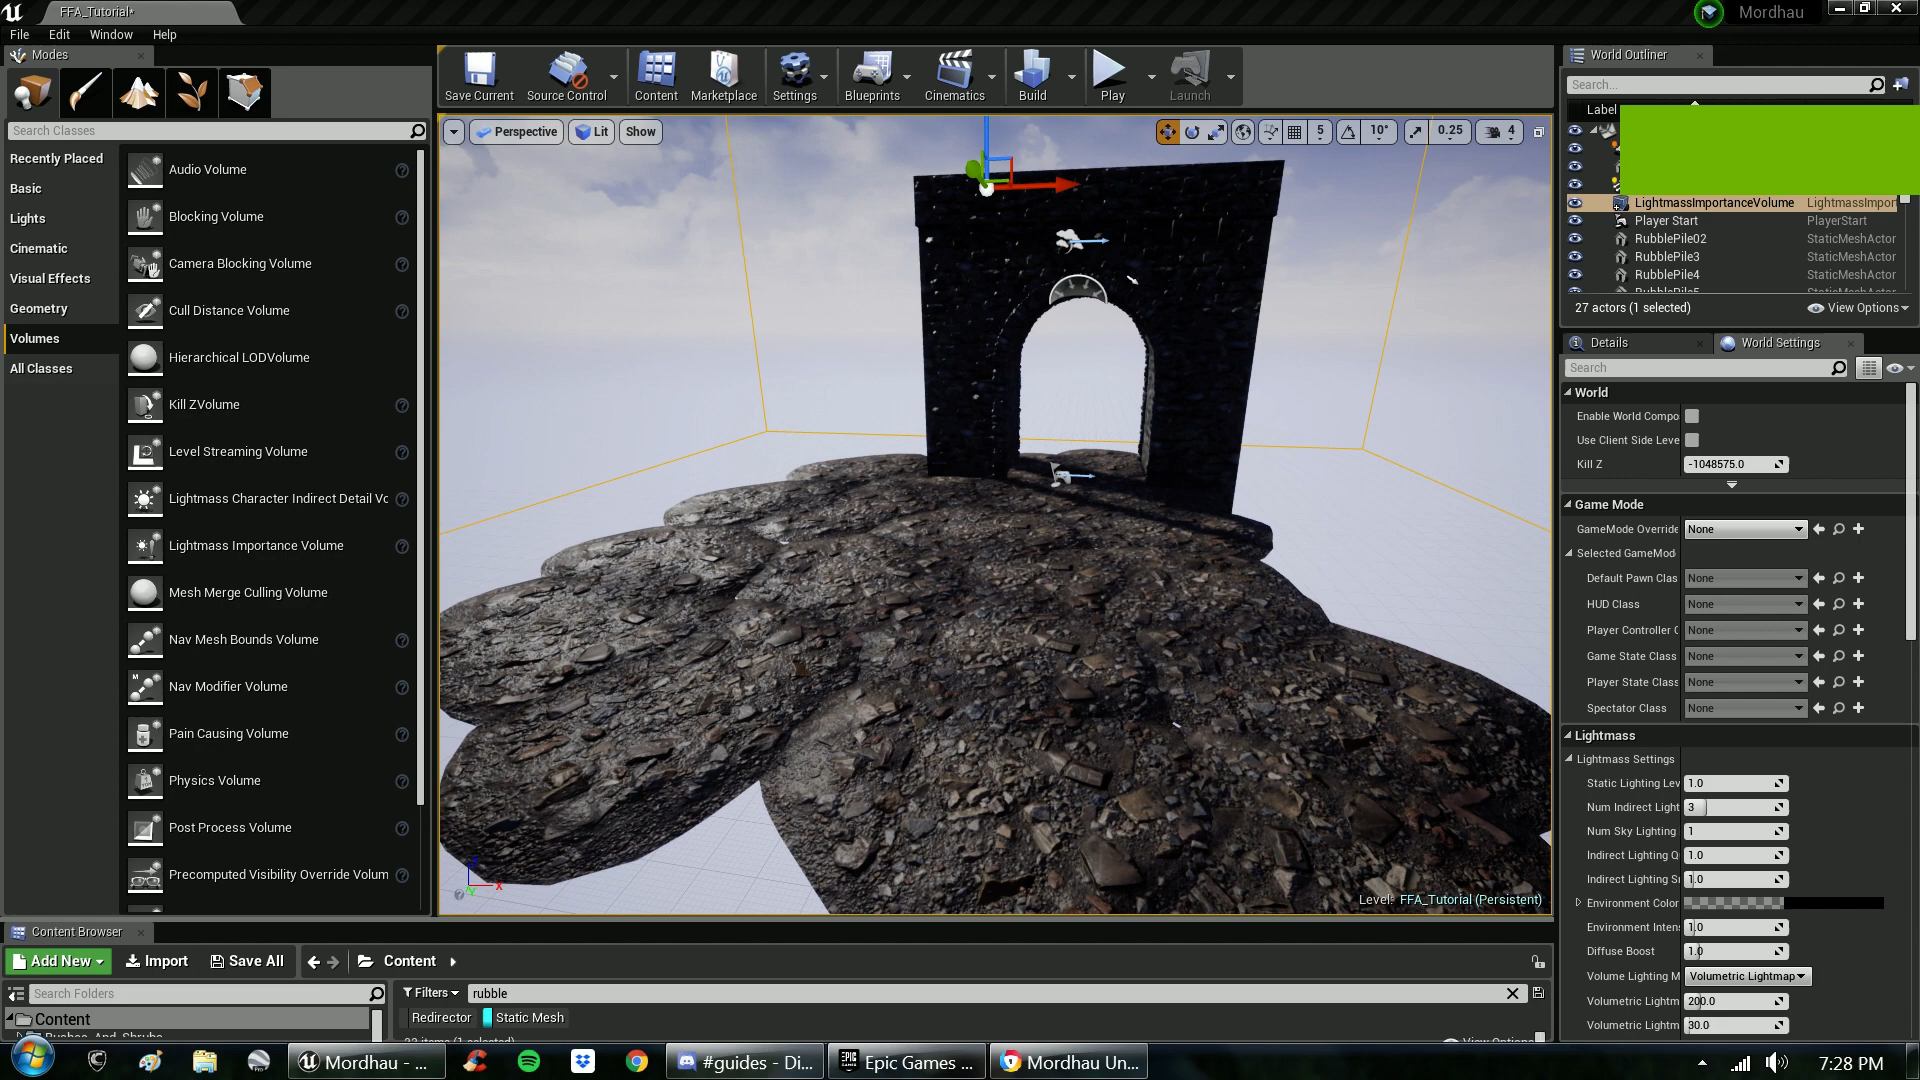 FFA_Tutorial*
Mordhau
File Edit Window Help
Modes
Search Classes
Recently Placed
Basic
Lights
Cinematic
Visual Effects
Geometry
Volumes
All Classes
Audio Volume
Blocking Volume
Camera Blocking Volume
Cull Distance Volume
Hierarchical LODVolume
Kill ZVolume
Level Streaming Volume
Lightmass Character Indirect Detail Vc
Lightmass Importance Volume
Mesh Merge Culling Volume
Nav Mesh Bounds Volume
Nav Modifier Volume
Pain Causing Volume
Physics Volume
Post Process Volume
Precomputed Visibility Override Volum
Save Current Source Control Content Marketplace Settings Blueprints Cinematics Build Play Launch
Perspective Lit Show 5 10° 0.25 4
Level: FFA_Tutorial (Persistent)
X
World Outliner
Search...
Label
LightmassImportanceVolume LightmassImpor
Player Start PlayerStart
RubblePile02 StaticMeshActor
RubblePile3 StaticMeshActor
RubblePile4 StaticMeshActor
RubblePile5 StaticMeshActor
27 actors (1 selected) View Options
Details World Settings
Search
World
Enable World Compo
Use Client Side Leve
Kill Z -1048575.0
Game Mode
GameMode Override None
Selected GameMod
Default Pawn Clas None
HUD Class None
Player Controller C None
Game State Class None
Player State Class None
Spectator Class None
Lightmass
Lightmass Settings
Static Lighting Lev 1.0
Num Indirect Light 3
Num Sky Lighting 1
Indirect Lighting Q 1.0
Indirect Lighting S 1.0
Environment Color
Environment Inten 1.0
Diffuse Boost 1.0
Volume Lighting M Volumetric Lightmap
Volumetric Lightm 200.0
Volumetric Lightm 30.0
Content Browser
Add New Import Save All Content
Search Folders
Content
Bushes_And_Shrubs
Filters rubble
Redirector Static Mesh
22 items (1 selected) View Options
Mordhau - ... #guides - Di... Epic Games ... Mordhau Un... 7:28 PM